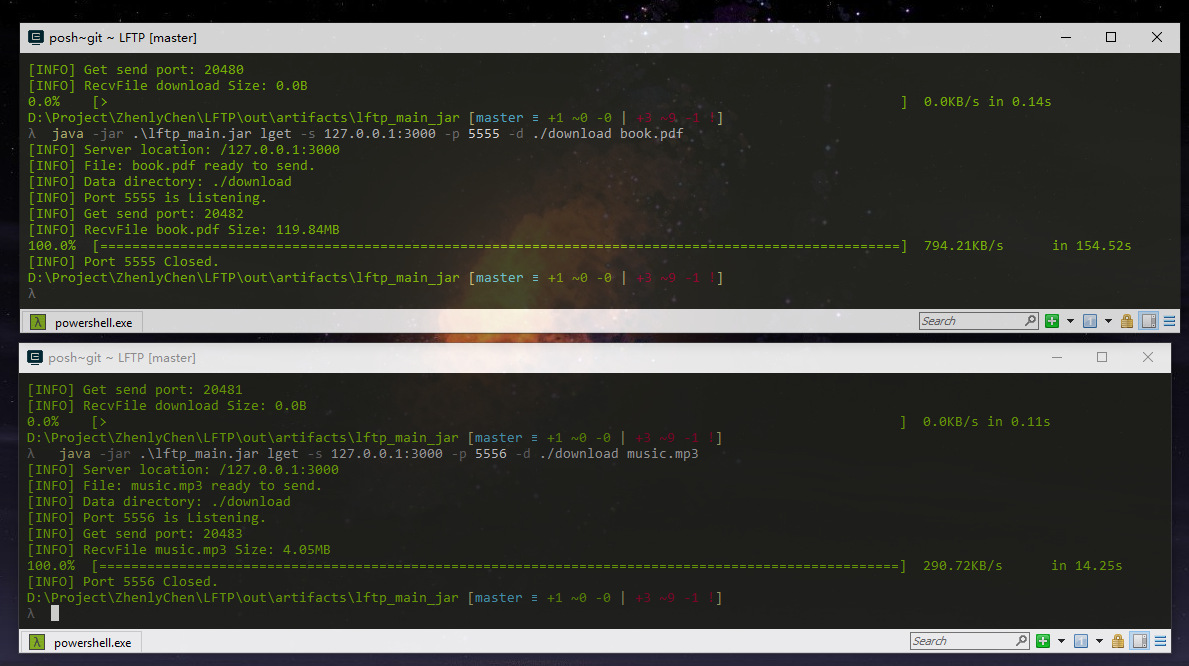 posh~git ~ LFTP [master]
[INFO] Get send port: 20480
[INFO] RecvFile download Size: 0.0B
0.0%    [>                                                                                                    ]  0.0KB/s in 0.14s
D:\Project\ZhenlyChen\LFTP\out\artifacts\lftp_main_jar [master ≡ +1 ~0 -0 | +3 ~9 -1 !]
λ  java -jar .\lftp_main.jar lget -s 127.0.0.1:3000 -p 5555 -d ./download book.pdf
[INFO] Server location: /127.0.0.1:3000
[INFO] File: book.pdf ready to send.
[INFO] Data directory: ./download
[INFO] Port 5555 is Listening.
[INFO] Get send port: 20482
[INFO] RecvFile book.pdf Size: 119.84MB
100.0%  [====================================================================================================]  794.21KB/s      in 154.52s
[INFO] Port 5555 Closed.
D:\Project\ZhenlyChen\LFTP\out\artifacts\lftp_main_jar [master ≡ +1 ~0 -0 | +3 ~9 -1 !]
λ
λ powershell.exe Search
posh~git ~ LFTP [master]
[INFO] Get send port: 20481
[INFO] RecvFile download Size: 0.0B
0.0%    [>                                                                                                    ]  0.0KB/s in 0.11s
D:\Project\ZhenlyChen\LFTP\out\artifacts\lftp_main_jar [master ≡ +1 ~0 -0 | +3 ~9 -1 !]
λ   java -jar .\lftp_main.jar lget -s 127.0.0.1:3000 -p 5556 -d ./download music.mp3
[INFO] Server location: /127.0.0.1:3000
[INFO] File: music.mp3 ready to send.
[INFO] Data directory: ./download
[INFO] Port 5556 is Listening.
[INFO] Get send port: 20483
[INFO] RecvFile music.mp3 Size: 4.05MB
100.0%  [====================================================================================================]  290.72KB/s      in 14.25s
[INFO] Port 5556 Closed.
D:\Project\ZhenlyChen\LFTP\out\artifacts\lftp_main_jar [master ≡ +1 ~0 -0 | +3 ~9 -1 !]
λ
λ powershell.exe Search